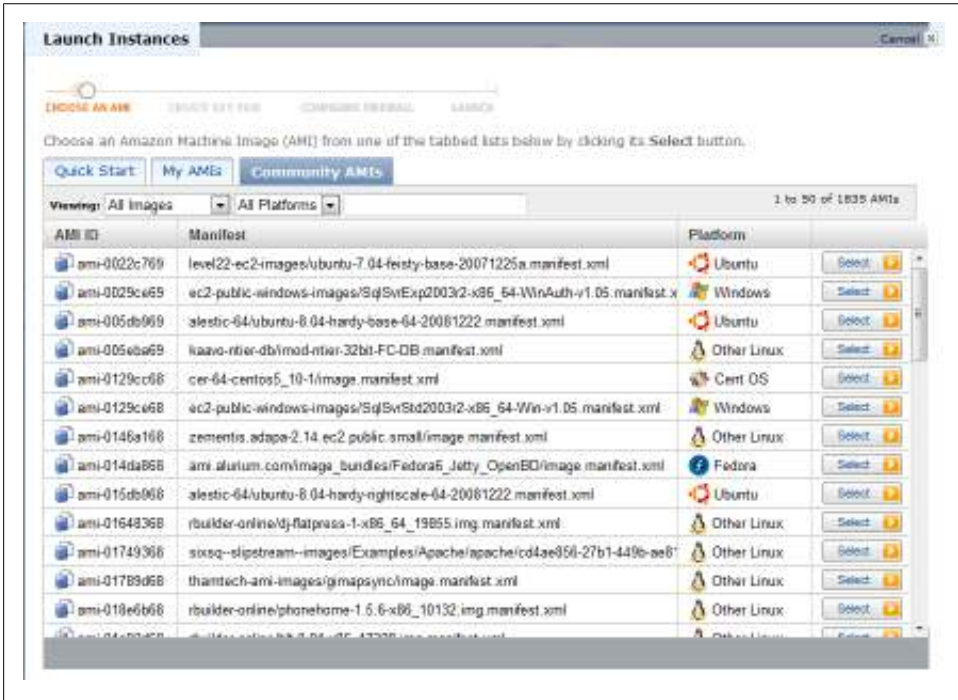 Launch Instances
Cancel
CHOOSE AN AMI CREATE KEY PAIR CONFIGURE FIREWALL LAUNCH
Choose an Amazon Machine Image (AMI) from one of the tabbed lists below by clicking its Select button.
Quick Start My AMIs Community AMIs
Viewing: All Images All Platforms 1 to 50 of 1835 AMIs
AMI ID Manifest Platform
ami-0022c769 level22-ec2-images/ubuntu-7.04-feisty-base-20071225a.manifest.xml Ubuntu Select
ami-0029ce69 ec2-public-windows-images/SqlSvrExp2003r2-x86_64-WinAuth-v1.05.manifest.x Windows Select
ami-005db969 alestic-64/ubuntu-8.04-hardy-base-64-20081222.manifest.xml Ubuntu Select
ami-005eba69 kaavo-ntier-db/imod-ntier-32bit-FC-DB.manifest.xml Other Linux Select
ami-0129cc68 cer-64-centos5_10-1/image.manifest.xml Cent OS Select
ami-0129ce68 ec2-public-windows-images/SqlSvrStd2003r2-x86_64-Win-v1.05.manifest.xml Windows Select
ami-0146a168 zementis.adapa-2.14.ec2.public.small/image.manifest.xml Other Linux Select
ami-014da868 ami.alurium.com/image_bundles/Fedora6_Jetty_OpenBD/image.manifest.xml Fedora Select
ami-015db968 alestic-64/ubuntu-8.04-hardy-rightscale-64-20081222.manifest.xml Ubuntu Select
ami-01648368 rbuilder-online/dj-flatpress-1-x86_64_19855.img.manifest.xml Other Linux Select
ami-01749368 sixsq--slipstream--images/Examples/Apache/apache/cd4ae856-27b1-449b-ae8 Other Linux Select
ami-01789d68 thamtech-ami-images/gimapsync/image.manifest.xml Other Linux Select
ami-018e6b68 rbuilder-online/phonehome-1.5.6-x86_10132.img.manifest.xml Other Linux Select
Other Linux Select